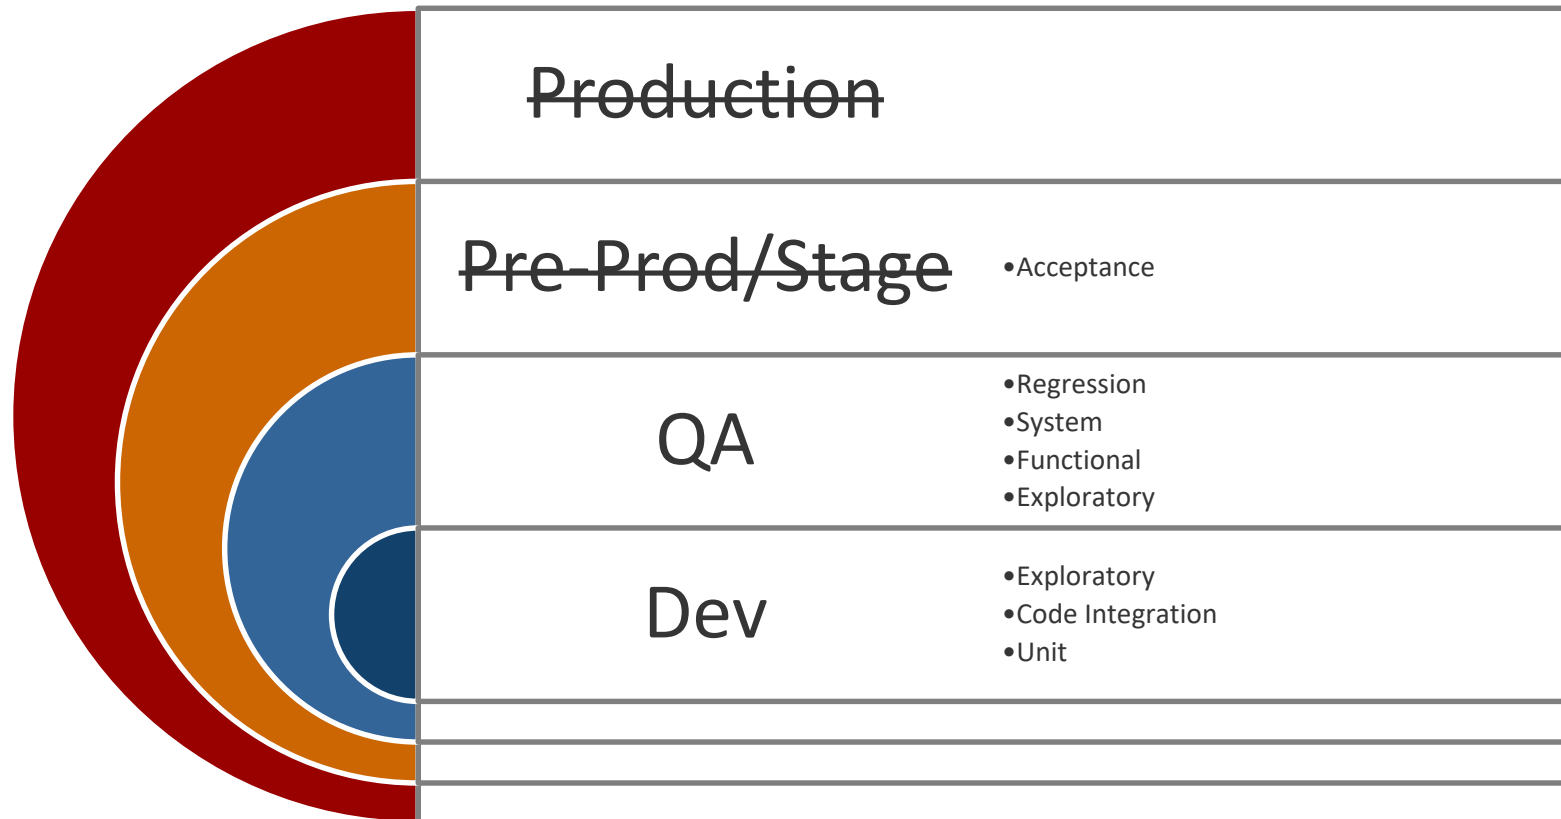 Production
Pre-Prod/Stage
•Acceptance
QA
•Regression
•System
•Functional
•Exploratory
Dev
•Exploratory
•Code Integration
•Unit